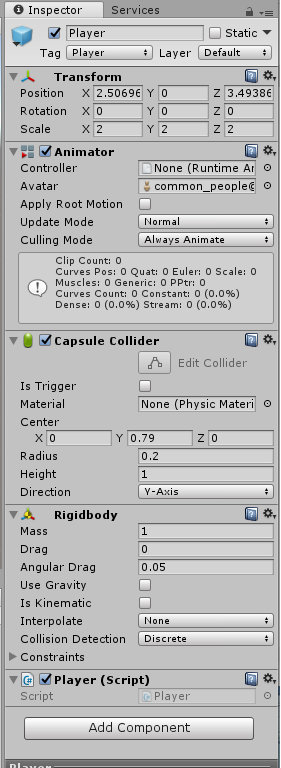 Inspector Services
Player Static
Tag Player Layer Default
Transform
Position X 2.50696 Y 0 Z 3.49386
Rotation X 0 Y 0 Z 0
Scale X 2 Y 2 Z 2
Animator
Controller None (Runtime Ar
Avatar common_people@
Apply Root Motion
Update Mode Normal
Culling Mode Always Animate
Clip Count: 0
Curves Pos: 0 Quat: 0 Euler: 0 Scale: 0
Muscles: 0 Generic: 0 PPtr: 0
Curves Count: 0 Constant: 0 (0.0%)
Dense: 0 (0.0%) Stream: 0 (0.0%)
Capsule Collider
Edit Collider
Is Trigger
Material None (Physic Materi
Center
X 0 Y 0.79 Z 0
Radius 0.2
Height 1
Direction Y-Axis
Rigidbody
Mass 1
Drag 0
Angular Drag 0.05
Use Gravity
Is Kinematic
Interpolate None
Collision Detection Discrete
Constraints
Player (Script)
Script Player
Add Component
Player